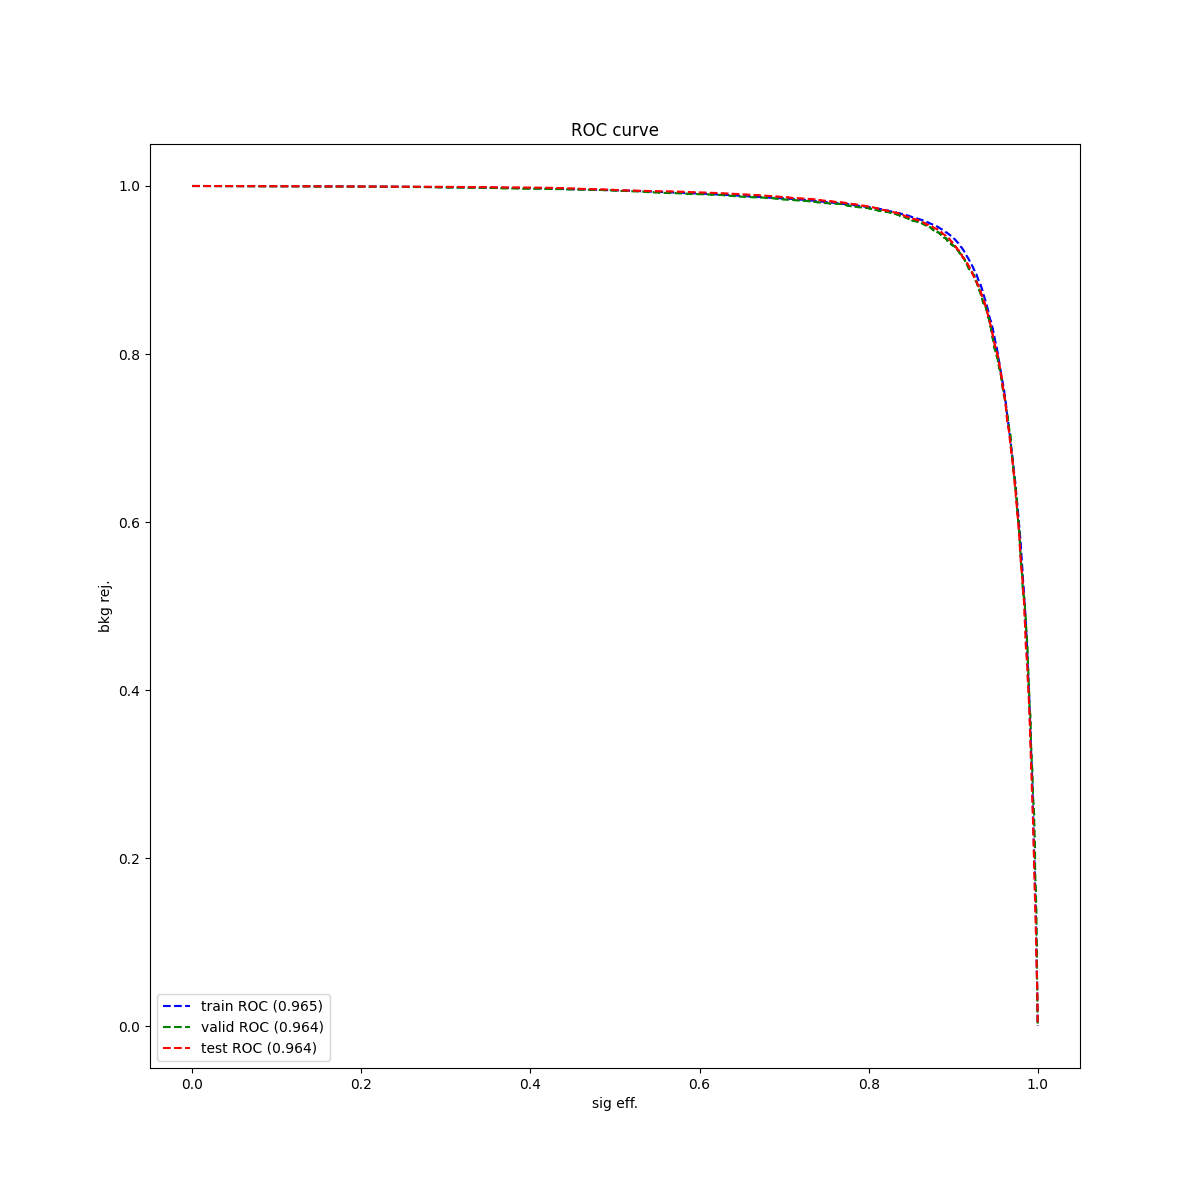 ROC curve
1.0
0.8
0.6
0.4
0.2
0.0
bkg rej.
train ROC (0.965)
valid ROC (0.964)
test ROC (0.964)
0.0 0.2 0.4 0.6 0.8 1.0
sig eff.